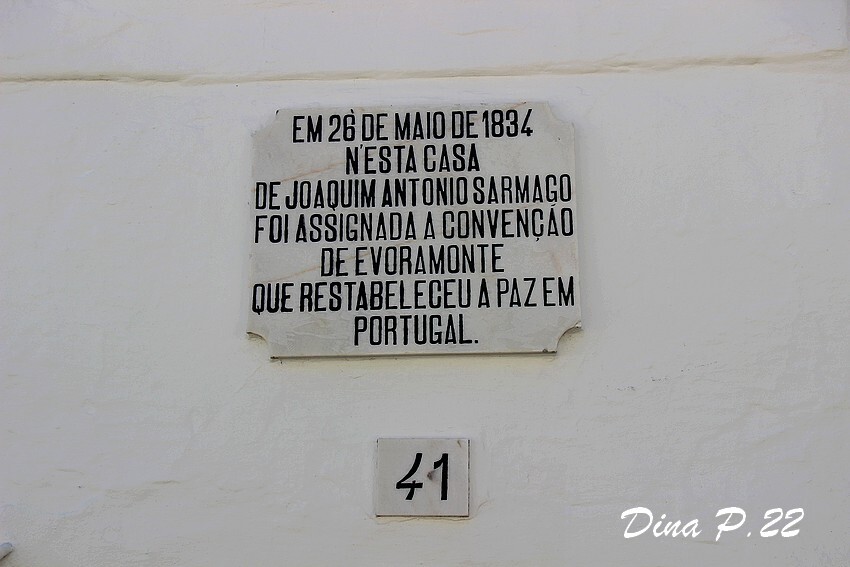 EM 26 DE MAIO DE 1834
N'ESTA CASA
DE JOAQUIM ANTONIO SARMAGO
FOI ASSIGNADA A CONVENÇÃO
DE EVORAMONTE
QUE RESTABELECEU A PAZ EM
PORTUGAL.
41
Dina P. 22